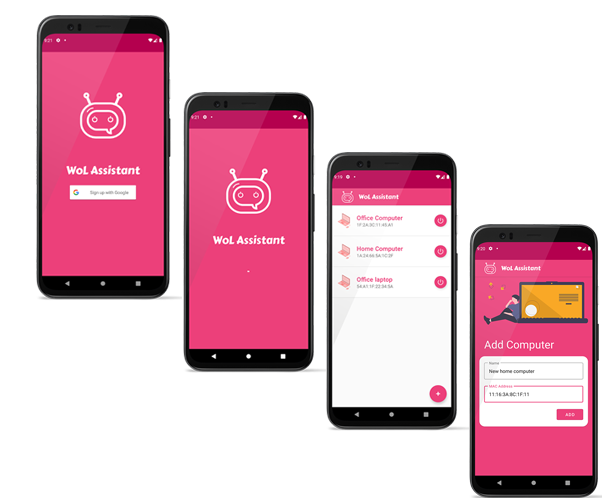 9:21
WoL Assistant
Sign up with Google
9:21
WoL Assistant
9:19
WoL Assistant
Office Computer
1F:2A:3C:11:45:A1
Home Computer
1A:24:66:5A:1C:2F
Office laptop
54:A1:1F:22:34:3A
+
9:20
WoL Assistant
Add Computer
Name
New home computer
MAC Address
11:16:3A:8C:1F:11
ADD